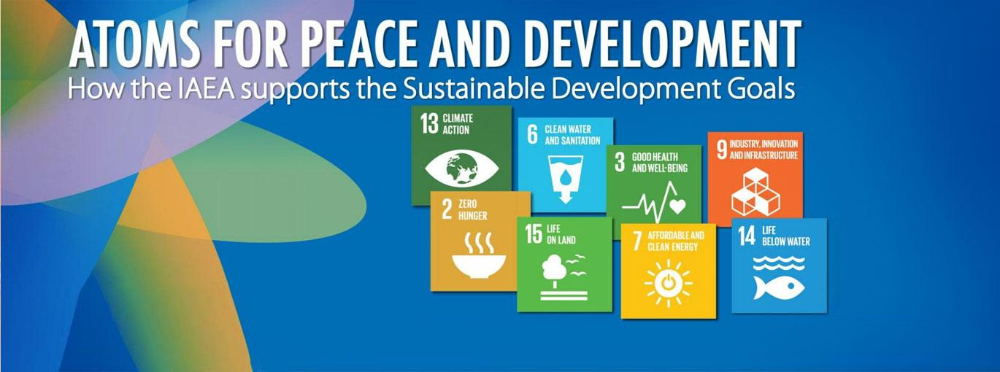 ATOMS FOR PEACE AND DEVELOPMENT
How the IAEA supports the Sustainable Development Goals
13 CLIMATE
ACTION
6 CLEAN WATER
AND SANITATION
3 GOOD HEALTH
AND WELL-BEING
9 INDUSTRY, INNOVATION
AND INFRASTRUCTURE
2 ZERO
HUNGER
15 LIFE
ON LAND
7 AFFORDABLE AND
CLEAN ENERGY
14 LIFE
BELOW WATER